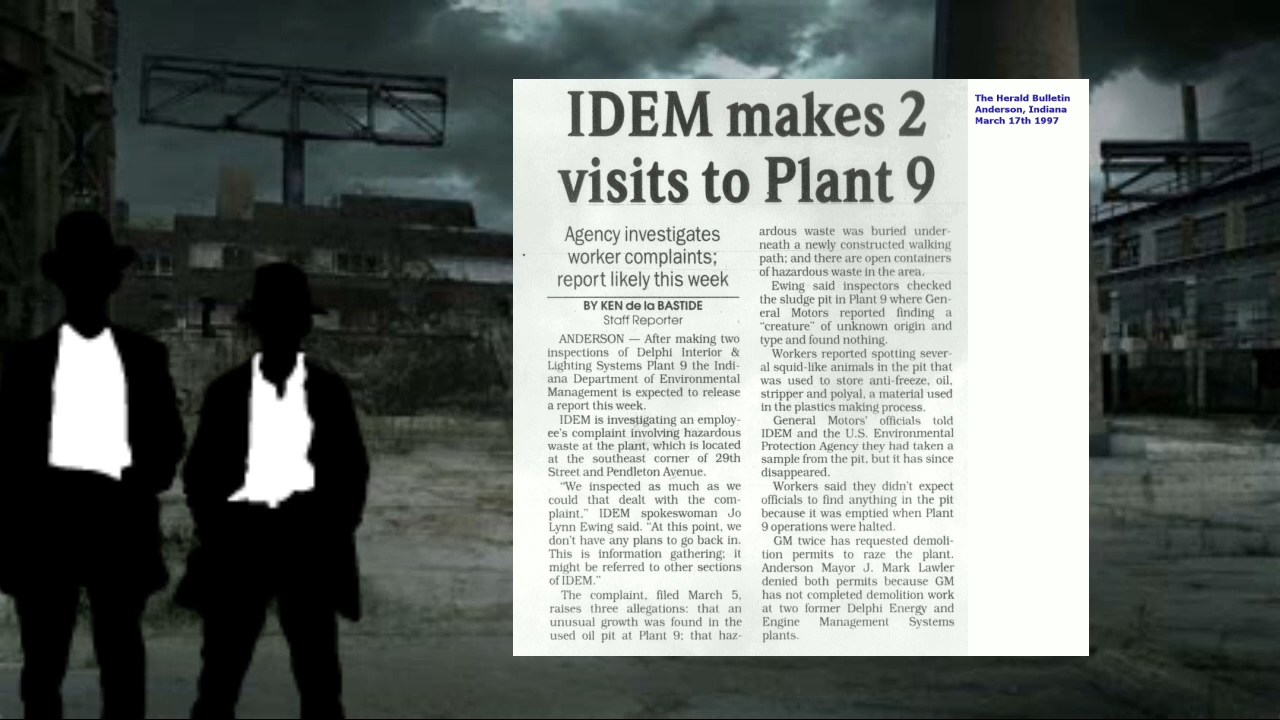 IDEM makes 2
visits to Plant 9
Agency investigates
worker complaints;
report likely this week
BY KEN de la BASTIDE
Staff Reporter
ANDERSON — After making two
inspections of Delphi Interior &
Lighting Systems Plant 9 the Indi-
ana Department of Environmental
Management is expected to release
a report this week.
IDEM is investigating an employ-
ee's complaint involving hazardous
waste at the plant, which is located
at the southeast corner of 29th
Street and Pendleton Avenue.
"We inspected as much as we
could that dealt with the com-
plaint," IDEM spokeswoman Jo
Lynn Ewing said. "At this point, we
don't have any plans to go back in.
This is information gathering; it
might be referred to other sections
of IDEM."
The complaint, filed March 5,
raises three allegations: that an
unusual growth was found in the
used oil pit at Plant 9; that haz-
ardous waste was buried under-
neath a newly constructed walking
path; and there are open containers
of hazardous waste in the area.
Ewing said inspectors checked
the sludge pit in Plant 9 where Gen-
eral Motors reported finding a
"creature" of unknown origin and
type and found nothing.
Workers reported spotting sever-
al squid-like animals in the pit that
was used to store anti-freeze, oil,
stripper and polyal, a material used
in the plastics making process.
General Motors' officials told
IDEM and the U.S. Environmental
Protection Agency they had taken a
sample from the pit, but it has since
disappeared.
Workers said they didn't expect
officials to find anything in the pit
because it was emptied when Plant
9 operations were halted.
GM twice has requested demoli-
tion permits to raze the plant.
Anderson Mayor J. Mark Lawler
denied both permits because GM
has not completed demolition work
at two former Delphi Energy and
Engine Management Systems
plants.
The Herald Bulletin
Anderson, Indiana
March 17th 1997